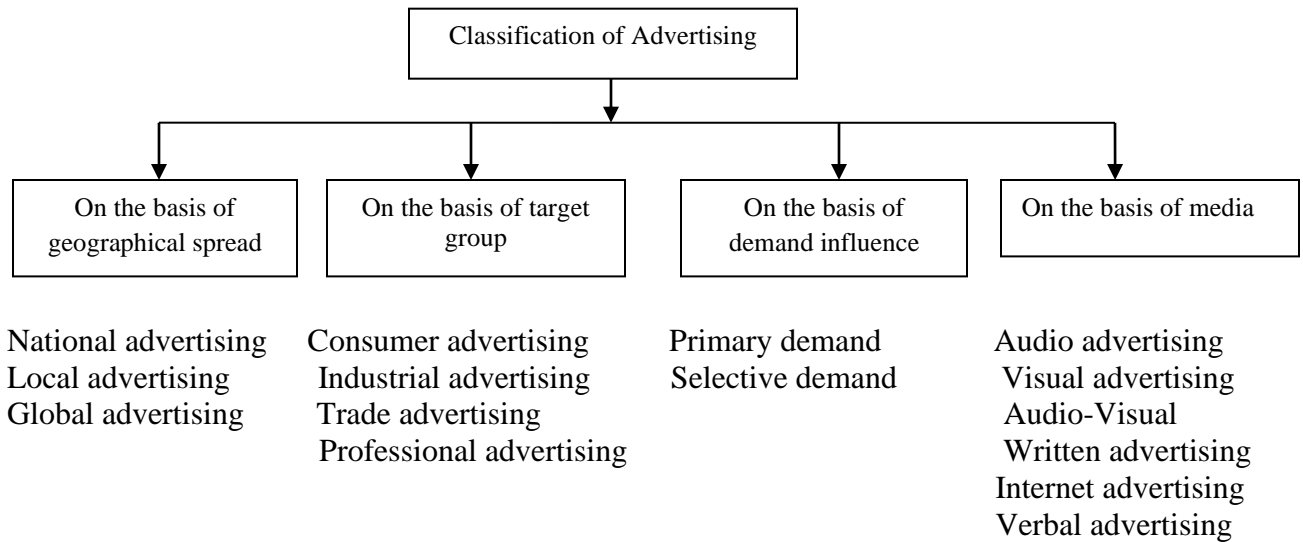 Classification of Advertising
On the basis of
geographical spread
On the basis of target
group
On the basis of
demand influence
On the basis of media
National advertising
Local advertising
Global advertising
Consumer advertising
Industrial advertising
Trade advertising
Professional advertising
Primary demand
Selective demand
Audio advertising
Visual advertising
Audio-Visual
Written advertising
Internet advertising
Verbal advertising